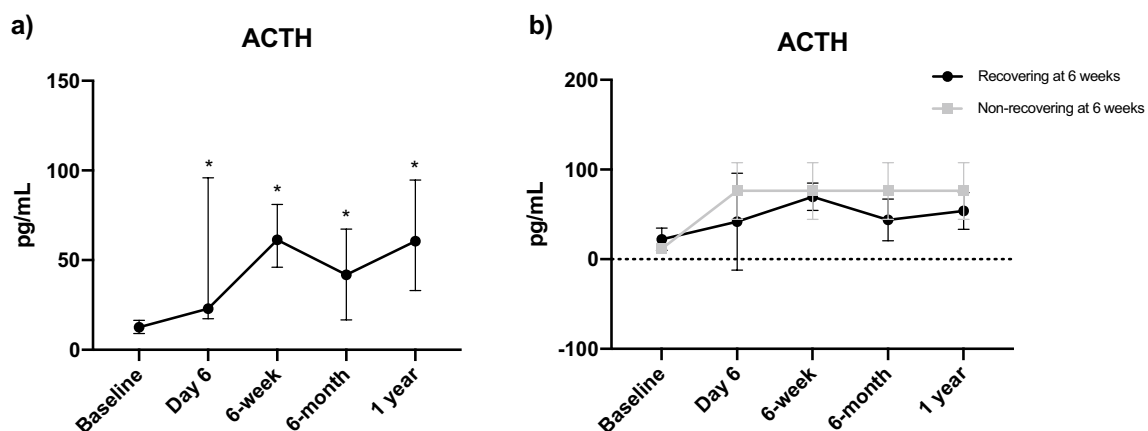 a)
ACTH
150
100
50
0
pg/mL
*
*
*
*
Baseline
Day 6
6-week
6-month
1 year
b)
ACTH
200
100
0
-100
pg/mL
Recovering at 6 weeks
Non-recovering at 6 weeks
Baseline
Day 6
6-week
6-month
1 year